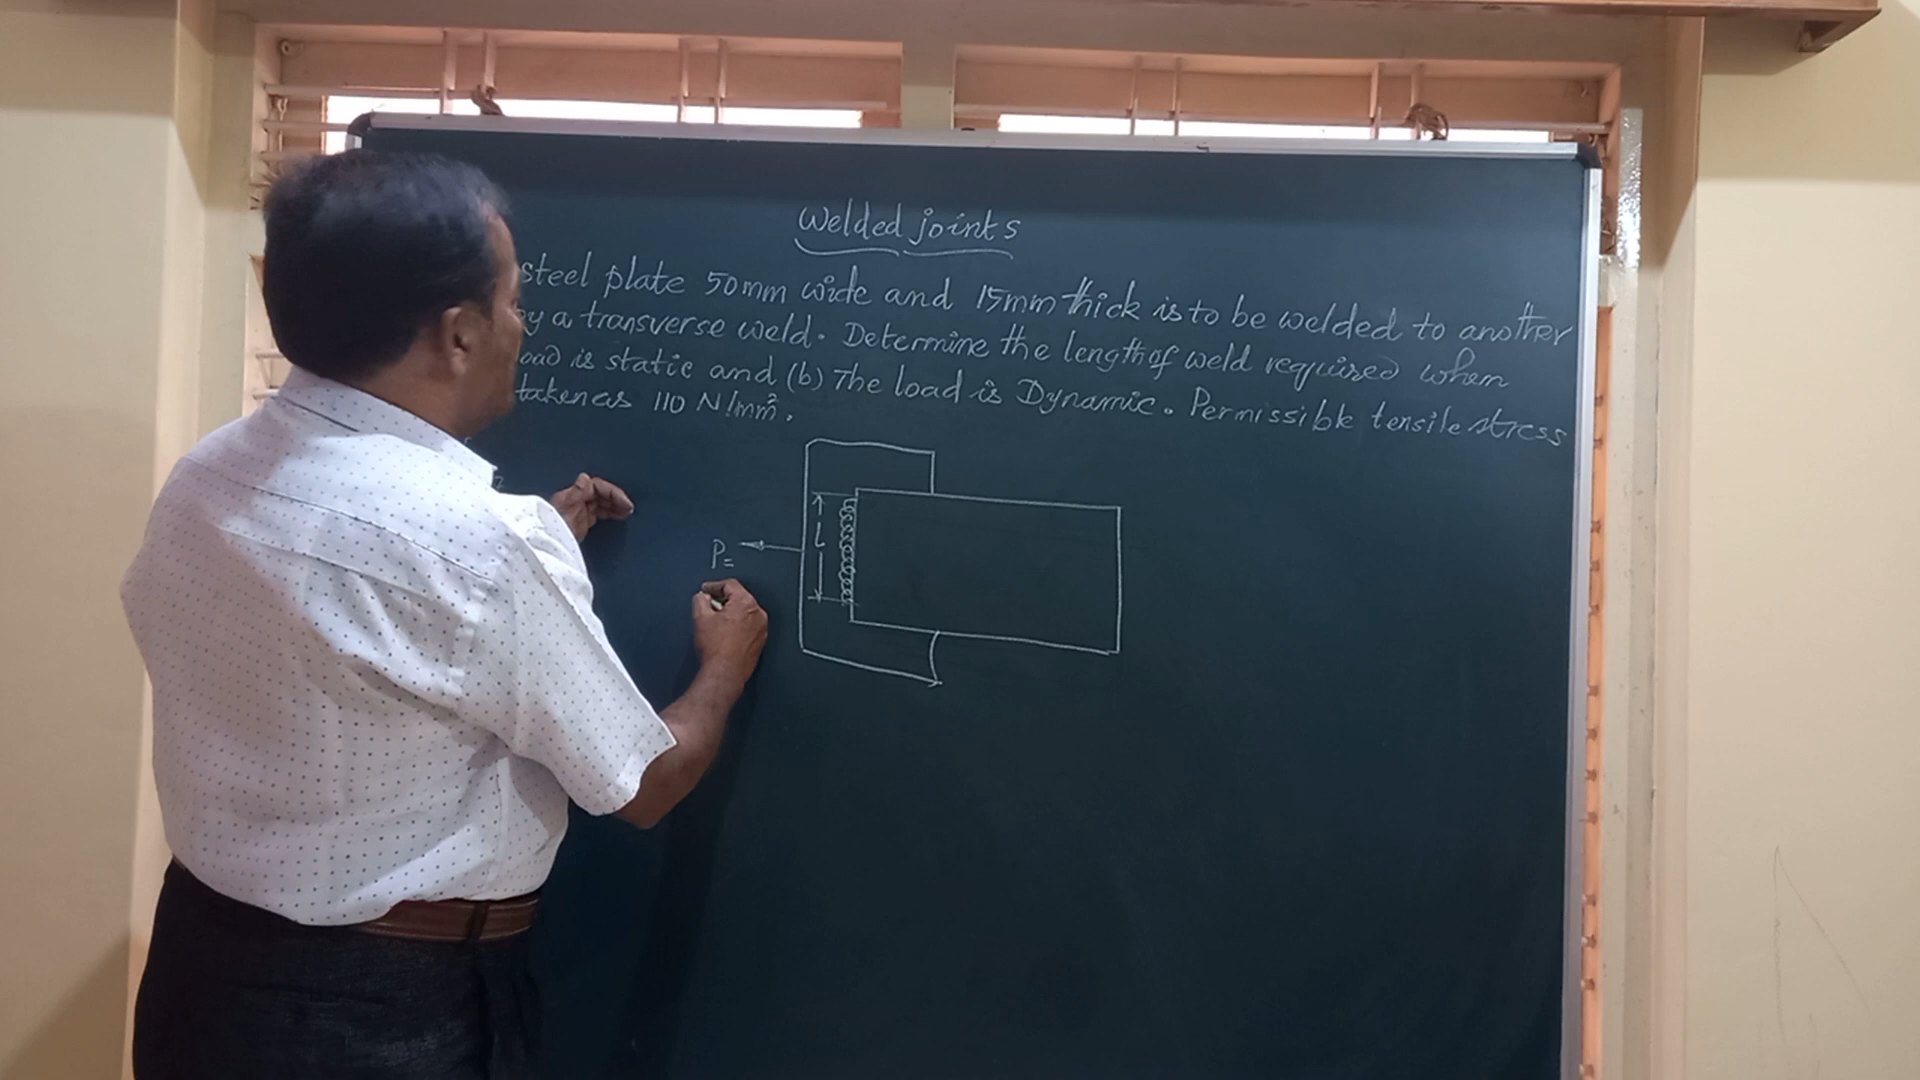 Welded joints
steel plate 50mm wide and 15mm thick is to be welded to another
by a transverse weld. Determine the length of weld required when
load is static and (b) The load is Dynamic. Permissible tensile stress
taken as 110 N/mm².
L
P=